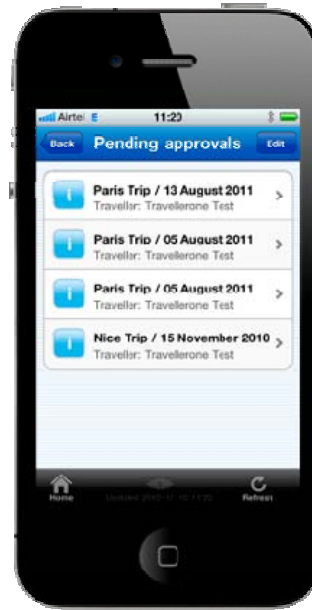 Airtel E 11:20
Back Pending approvals Edit
Paris Trip / 13 August 2011
Traveller: Travellerone Test
Paris Trip / 05 August 2011
Traveller: Travellerone Test
Paris Trip / 05 August 2011
Traveller: Travellerone Test
Nice Trip / 15 November 2010
Traveller: Travellerone Test
Home Refresh